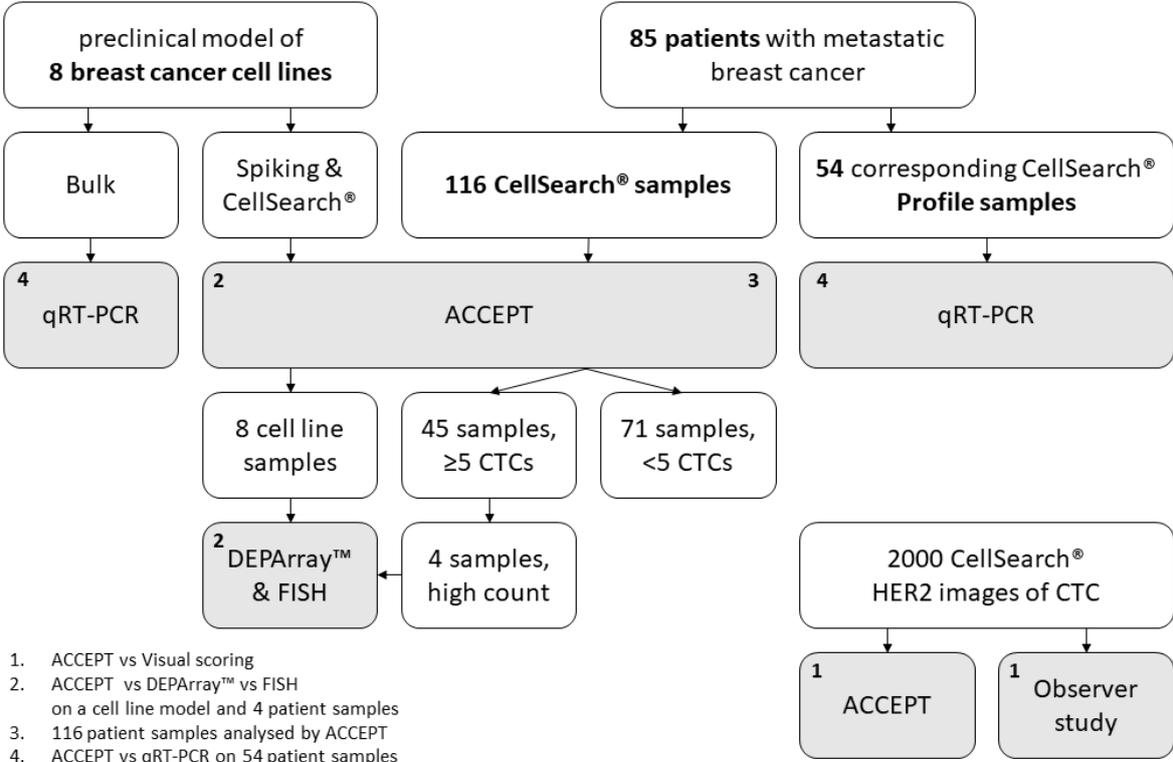 preclinical model of
8 breast cancer cell lines
85 patients with metastatic
breast cancer
Bulk
Spiking &
CellSearch®
116 CellSearch® samples
54 corresponding CellSearch®
Profile samples
4
qRT-PCR
2
3
ACCEPT
4
qRT-PCR
8 cell line
samples
45 samples,
≥5 CTCs
71 samples,
<5 CTCs
2
DEPArray™
& FISH
4 samples,
high count
2000 CellSearch®
HER2 images of CTC
1
ACCEPT
1
Observer
study
1. ACCEPT vs Visual scoring
2. ACCEPT vs DEPArray™ vs FISH
on a cell line model and 4 patient samples
3. 116 patient samples analysed by ACCEPT
4. ACCEPT vs qRT-PCR on 54 patient samples